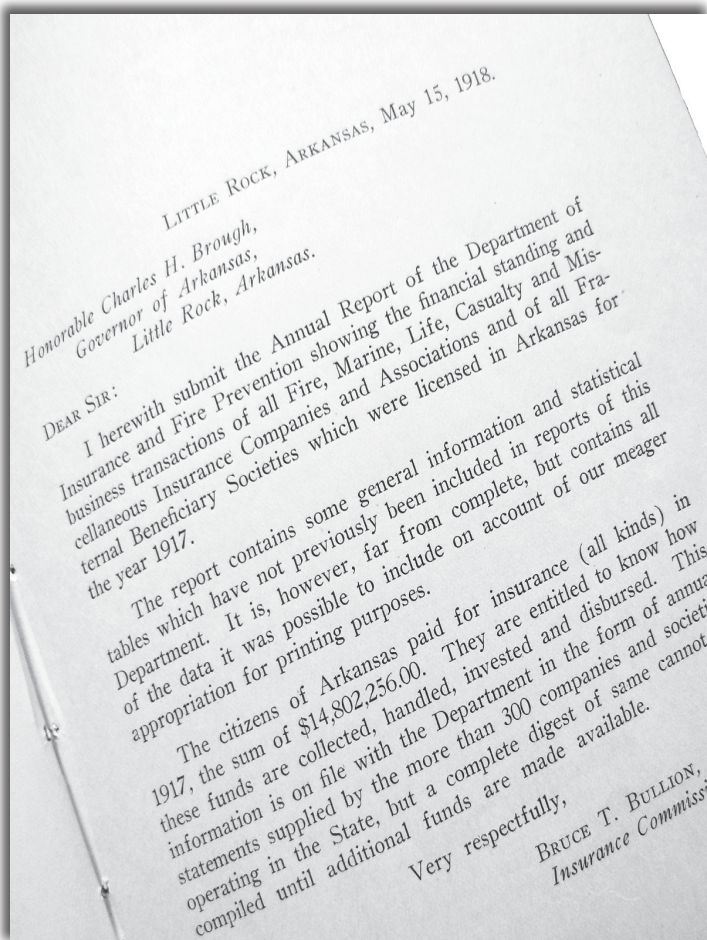 LITTLE ROCK, ARKANSAS, May 15, 1918.
Honorable Charles H. Brough,
Governor of Arkansas,
Little Rock, Arkansas.
DEAR SIR:
I herewith submit the Annual Report of the Department of
Insurance and Fire Prevention showing the financial standing and
business transactions of all Fire, Marine, Life, Casualty and Mis-
cellaneous Insurance Companies and Associations and of all Fra-
ternal Beneficiary Societies which were licensed in Arkansas for
the year 1917.
The report contains some general information and statistical
tables which have not previously been included in reports of this
Department. It is, however, far from complete, but contains all
of the data it was possible to include on account of our meager
appropriation for printing purposes.
The citizens of Arkansas paid for insurance (all kinds) in
1917, the sum of $14,802,256.00. They are entitled to know how
these funds are collected, handled, invested and disbursed. This
information is on file with the Department in the form of annua
statements supplied by the more than 300 companies and societi
operating in the State, but a complete digest of same cannot
compiled until additional funds are made available.
Very respectfully,
BRUCE T. BULLION,
Insurance Commissi